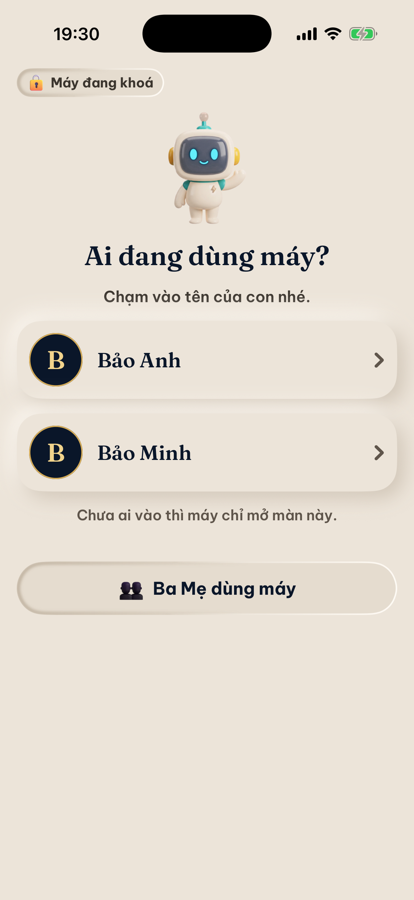 19:30
Máy đang khoá
Ai đang dùng máy?
Chạm vào tên của con nhé.
B
Bảo Anh
B
Bảo Minh
Chưa ai vào thì máy chỉ mở màn này.
Ba Mẹ dùng máy